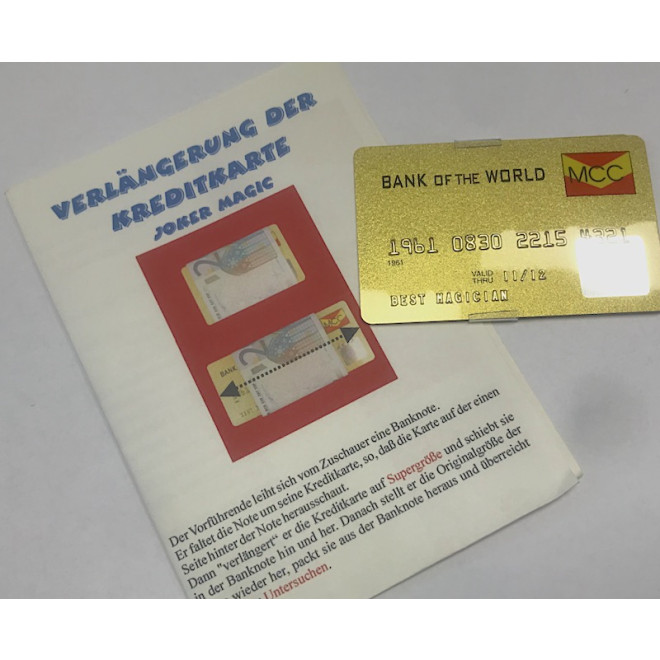 VERLÄNGERUNG DER
KREDITKARTE
JOKER MAGIC
BANK OF THE WORLD
MCC
1961 0830 2215 4321
1961
VALID
THRU 11/12
BEST MAGICIAN
BANK
Der Vorführende leiht sich vom Zuschauer eine Banknote.
Er faltet die Note um seine Kreditkarte, so, daß die Karte auf der einen
Seite hinter der Note herausschaut.
Dann "verlängert“ er die Kreditkarte auf Supergröße und schiebt sie
in der Banknote hin und her. Danach stellt er die Originalgröße der
wieder her, packt sie aus der Banknote heraus und überreicht
Untersuchen.